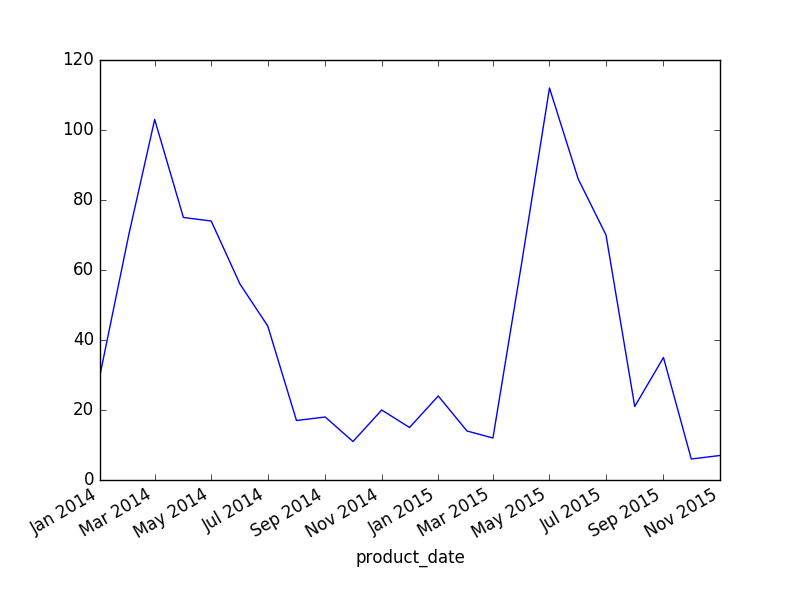 120
100
80
60
40
20
0
Jan 2014
Mar 2014
May 2014
Jul 2014
Sep 2014
Nov 2014
Jan 2015
Mar 2015
May 2015
Jul 2015
Sep 2015
Nov 2015
product_date